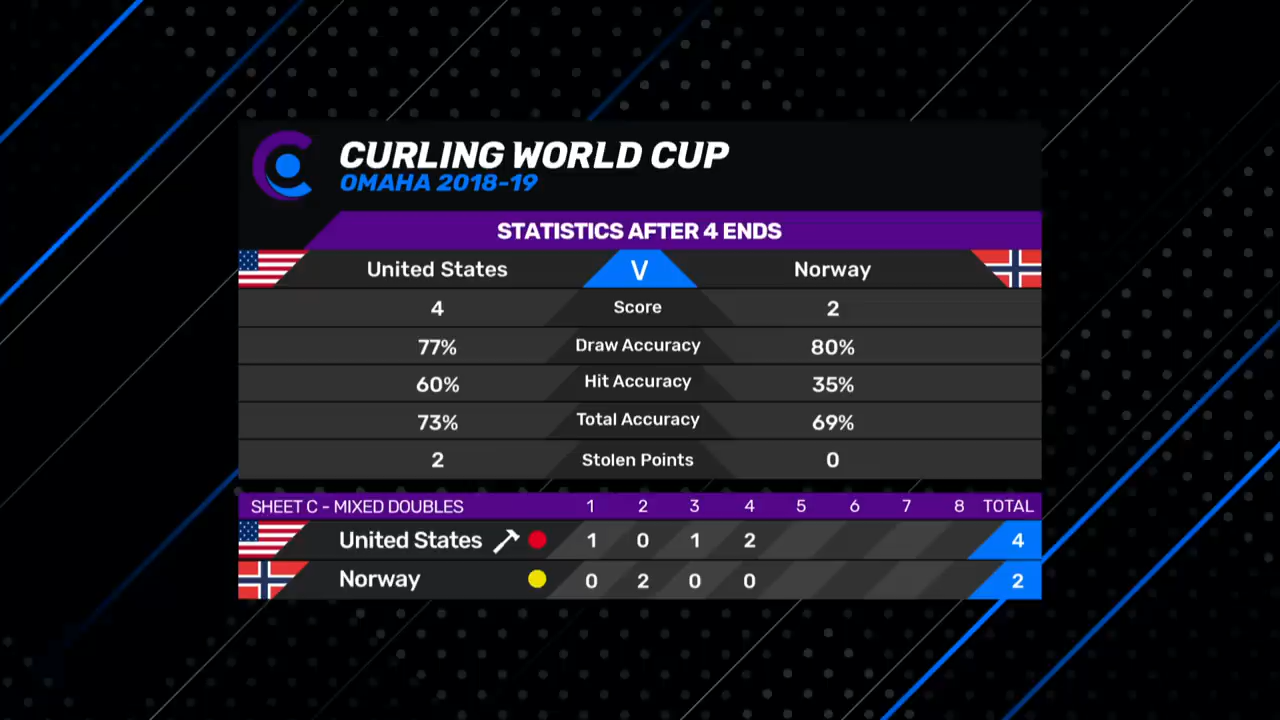 CURLING WORLD CUP
OMAHA 2018-19
STATISTICS AFTER 4 ENDS
United States V Norway
4 Score 2
77% Draw Accuracy 80%
60% Hit Accuracy 35%
73% Total Accuracy 69%
2 Stolen Points 0
SHEET C - MIXED DOUBLES 1 2 3 4 5 6 7 8 TOTAL
United States 1 0 1 2 4
Norway 0 2 0 0 2